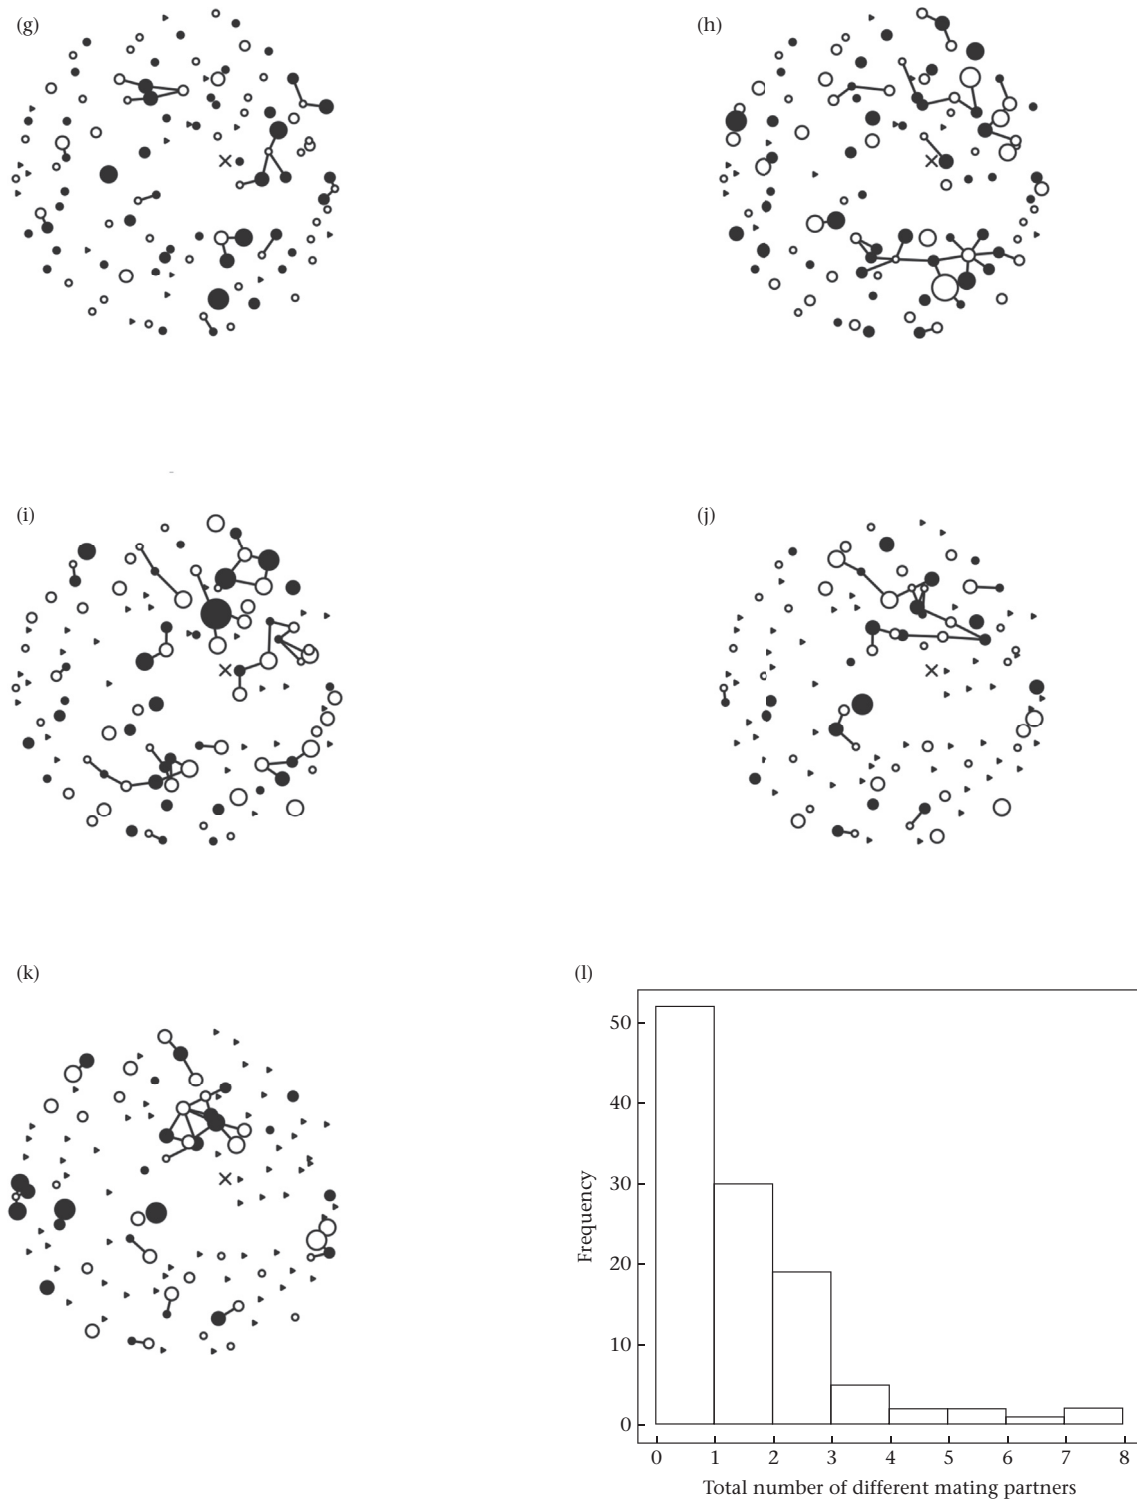 (g)
(h)
(i)
(j)
(k)
(l)
50
40
30
20
10
0
Frequency
0 1 2 3 4 5 6 7 8
Total number of different mating partners